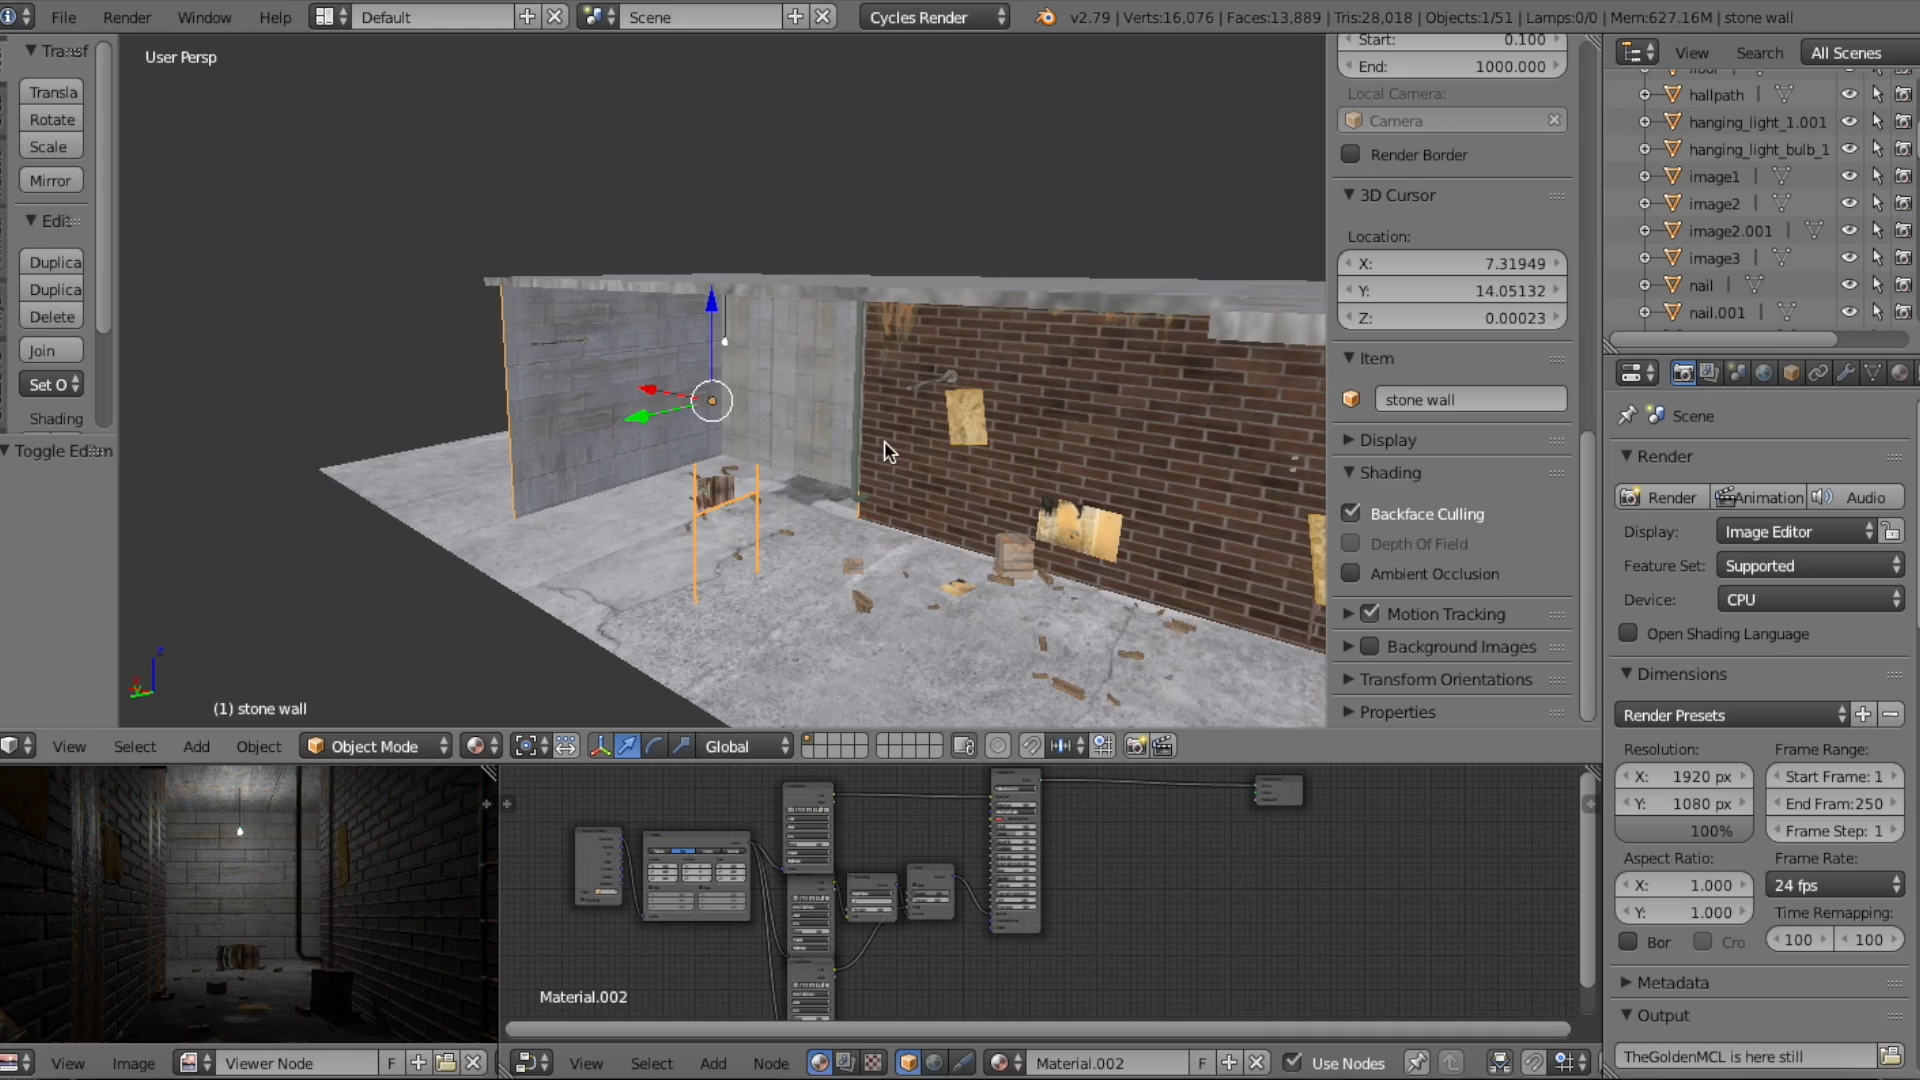 File Render Window Help Default Scene Cycles Render v2.79 | Verts:16,076 | Faces:13,889 | Tris:28,018 | Objects:1/51 | Lamps:0/0 | Mem:627.16M | stone wall
Transf
Transla
Rotate
Scale
Mirror
Duplica
Duplica
Delete
Join
Set O
Shading
User Persp
(1) stone wall
Start: 0.100
End: 1000.000
Local Camera:
Camera
Render Border
3D Cursor
Location:
X: 7.31949
Y: 14.05132
Z: 0.00023
Item
stone wall
Display
Shading
Backface Culling
Depth Of Field
Ambient Occlusion
Motion Tracking
Background Images
Transform Orientations
Properties
View Search All Scenes
hallpath
hanging_light_1.001
hanging_light_bulb_1
image1
image2
image2.001
image3
nail
nail.001
Scene
Render
Render Animation Audio
Display: Image Editor
Feature Set: Supported
Device: CPU
Open Shading Language
Dimensions
Render Presets
Resolution: Frame Range:
X: 1920 px Start Frame: 1
Y: 1080 px End Fram:250
100% Frame Step: 1
Aspect Ratio: Frame Rate:
X: 1.000 24 fps
Y: 1.000 Time Remapping:
Bor Cro 100 100
Metadata
Output
TheGoldenMCL is here still
View Select Add Object Object Mode Global
Material.002
View Image Viewer Node F
View Select Add Node Material.002 F Use Nodes